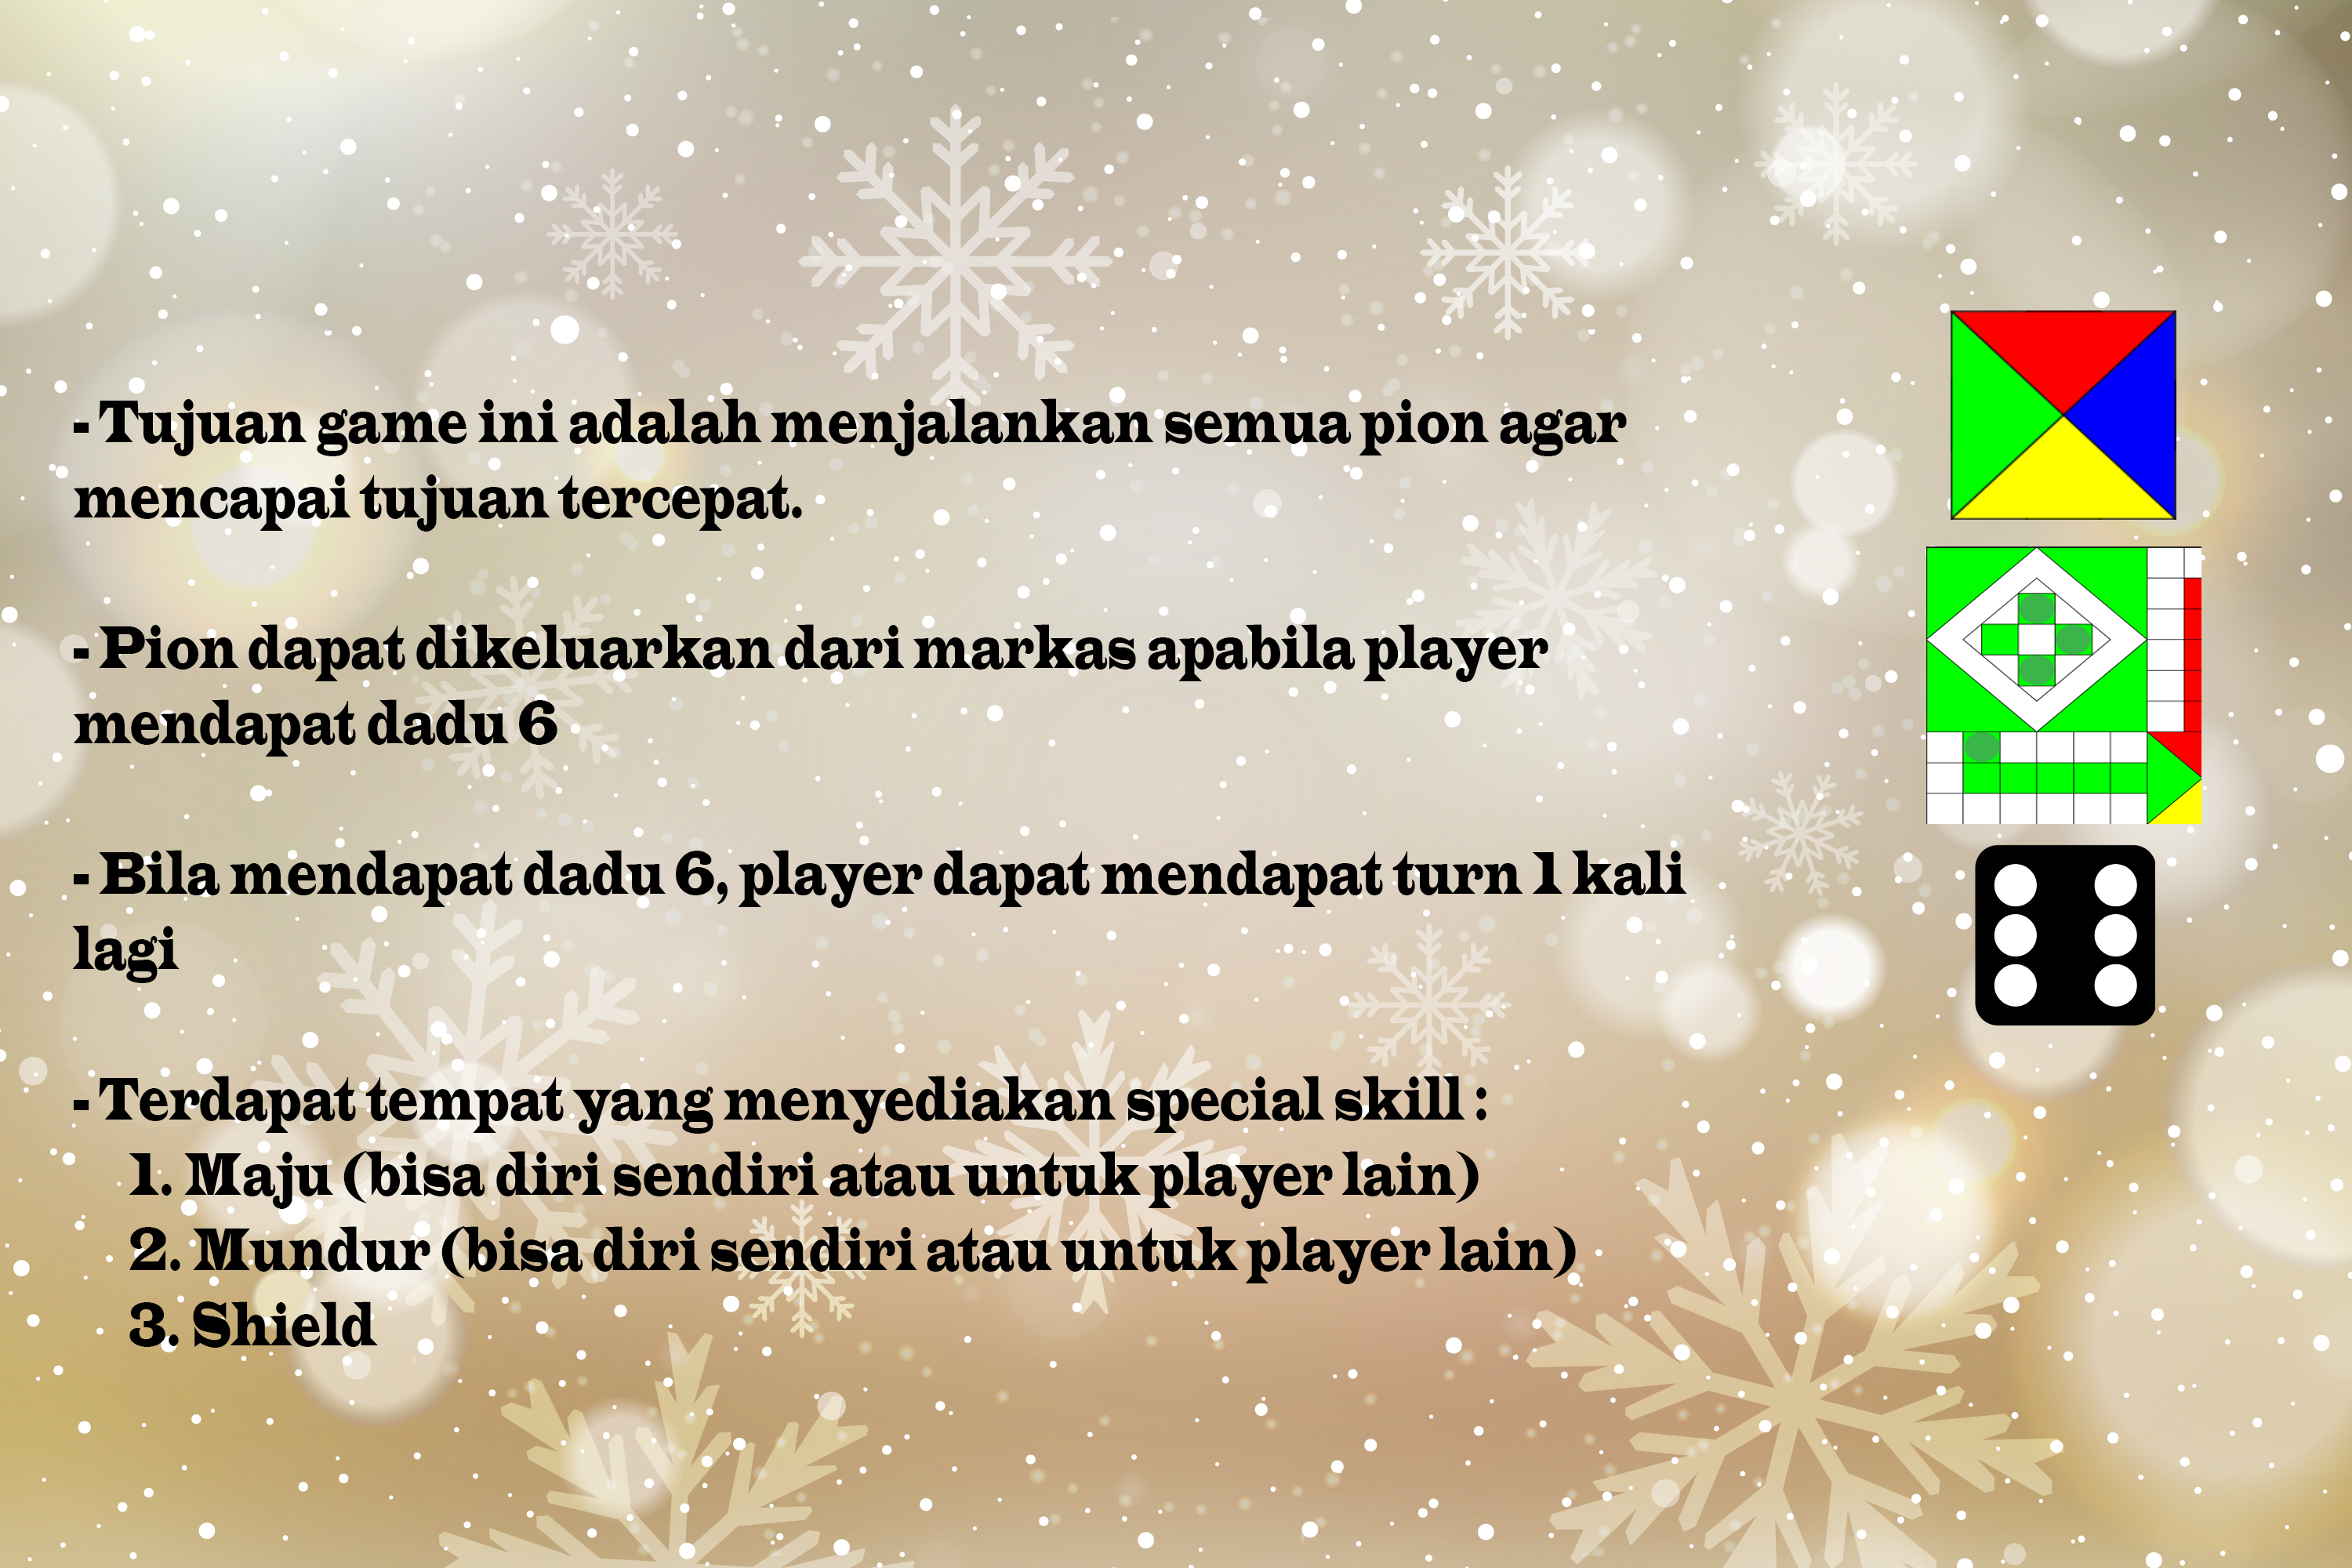 - Tujuan game ini adalah menjalankan semua pion agar
mencapai tujuan tercepat.
- Pion dapat dikeluarkan dari markas apabila player
mendapat dadu 6
- Bila mendapat dadu 6, player dapat mendapat turn 1 kali
lagi
- Terdapat tempat yang menyediakan special skill :
1. Maju (bisa diri sendiri atau untuk player lain)
2. Mundur (bisa diri sendiri atau untuk player lain)
3. Shield